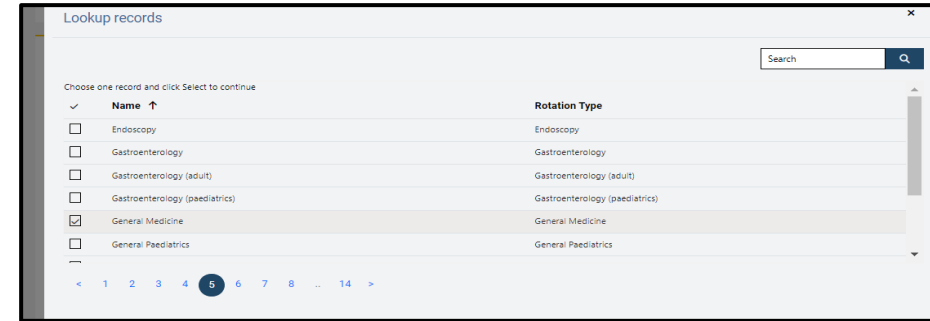 Lookup records ×
Search
Choose one record and click Select to continue
✓ Name ↑ Rotation Type
Endoscopy Endoscopy
Gastroenterology Gastroenterology
Gastroenterology (adult) Gastroenterology (adult)
Gastroenterology (paediatrics) Gastroenterology (paediatrics)
General Medicine General Medicine
General Paediatrics General Paediatrics
< 1 2 3 4 5 6 7 8 .. 14 >